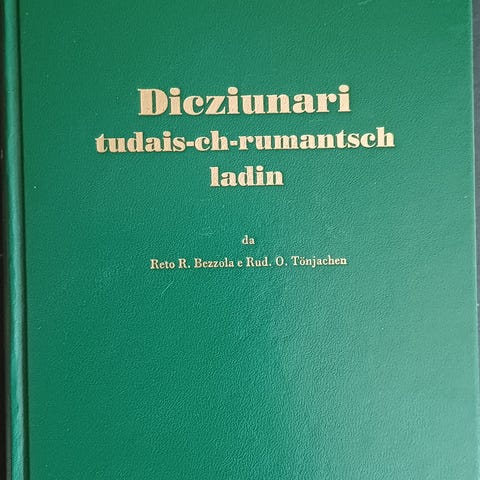 Dicziunari
tudais-ch-rumantsch
ladin
da
Reto R. Bezzola e Rud. O. Tönjachen